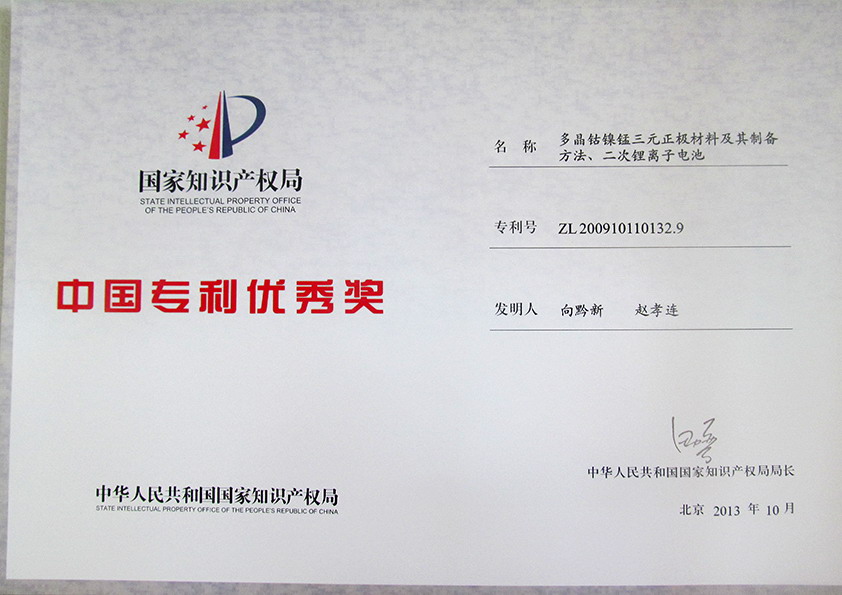 国家知识产权局
STATE INTELLECTUAL PROPERTY OFFICE
OF THE PEOPLE'S REPUBLIC OF CHINA
中国专利优秀奖
中华人民共和国国家知识产权局
STATE INTELLECTUAL PROPERTY OFFICE OF THE PEOPLE'S REPUBLIC OF CHINA
名 称 多晶钴镍锰三元正极材料及其制备
方法、二次锂离子电池
专利号 ZL 200910110132.9
发明人 向黔新 赵孝连
中华人民共和国国家知识产权局局长
北京 2013 年 10 月